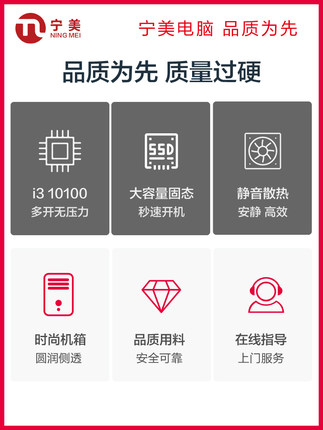 宁美
NING MEI
宁美电脑 品质为先
品质为先 质量过硬
SSD
i3 10100
多开无压力
大容量固态
秒速开机
静音散热
安静 高效
时尚机箱
圆润侧透
品质用料
安全可靠
在线指导
上门服务